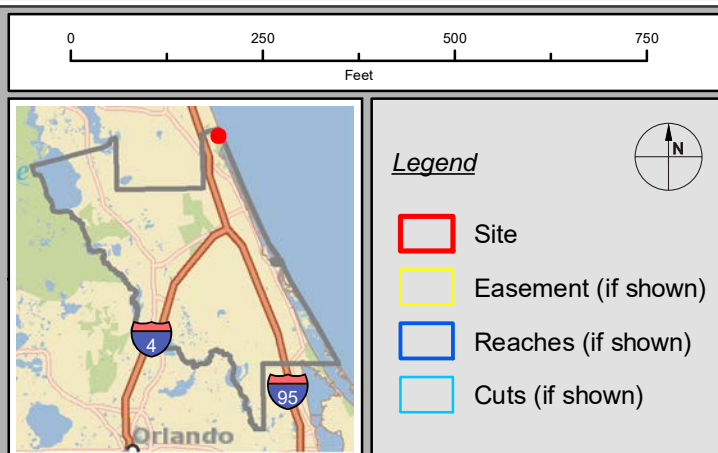 0 250 500 750
Feet
Legend
N
Site
Easement (if shown)
Reaches (if shown)
Cuts (if shown)
4
95
Orlando